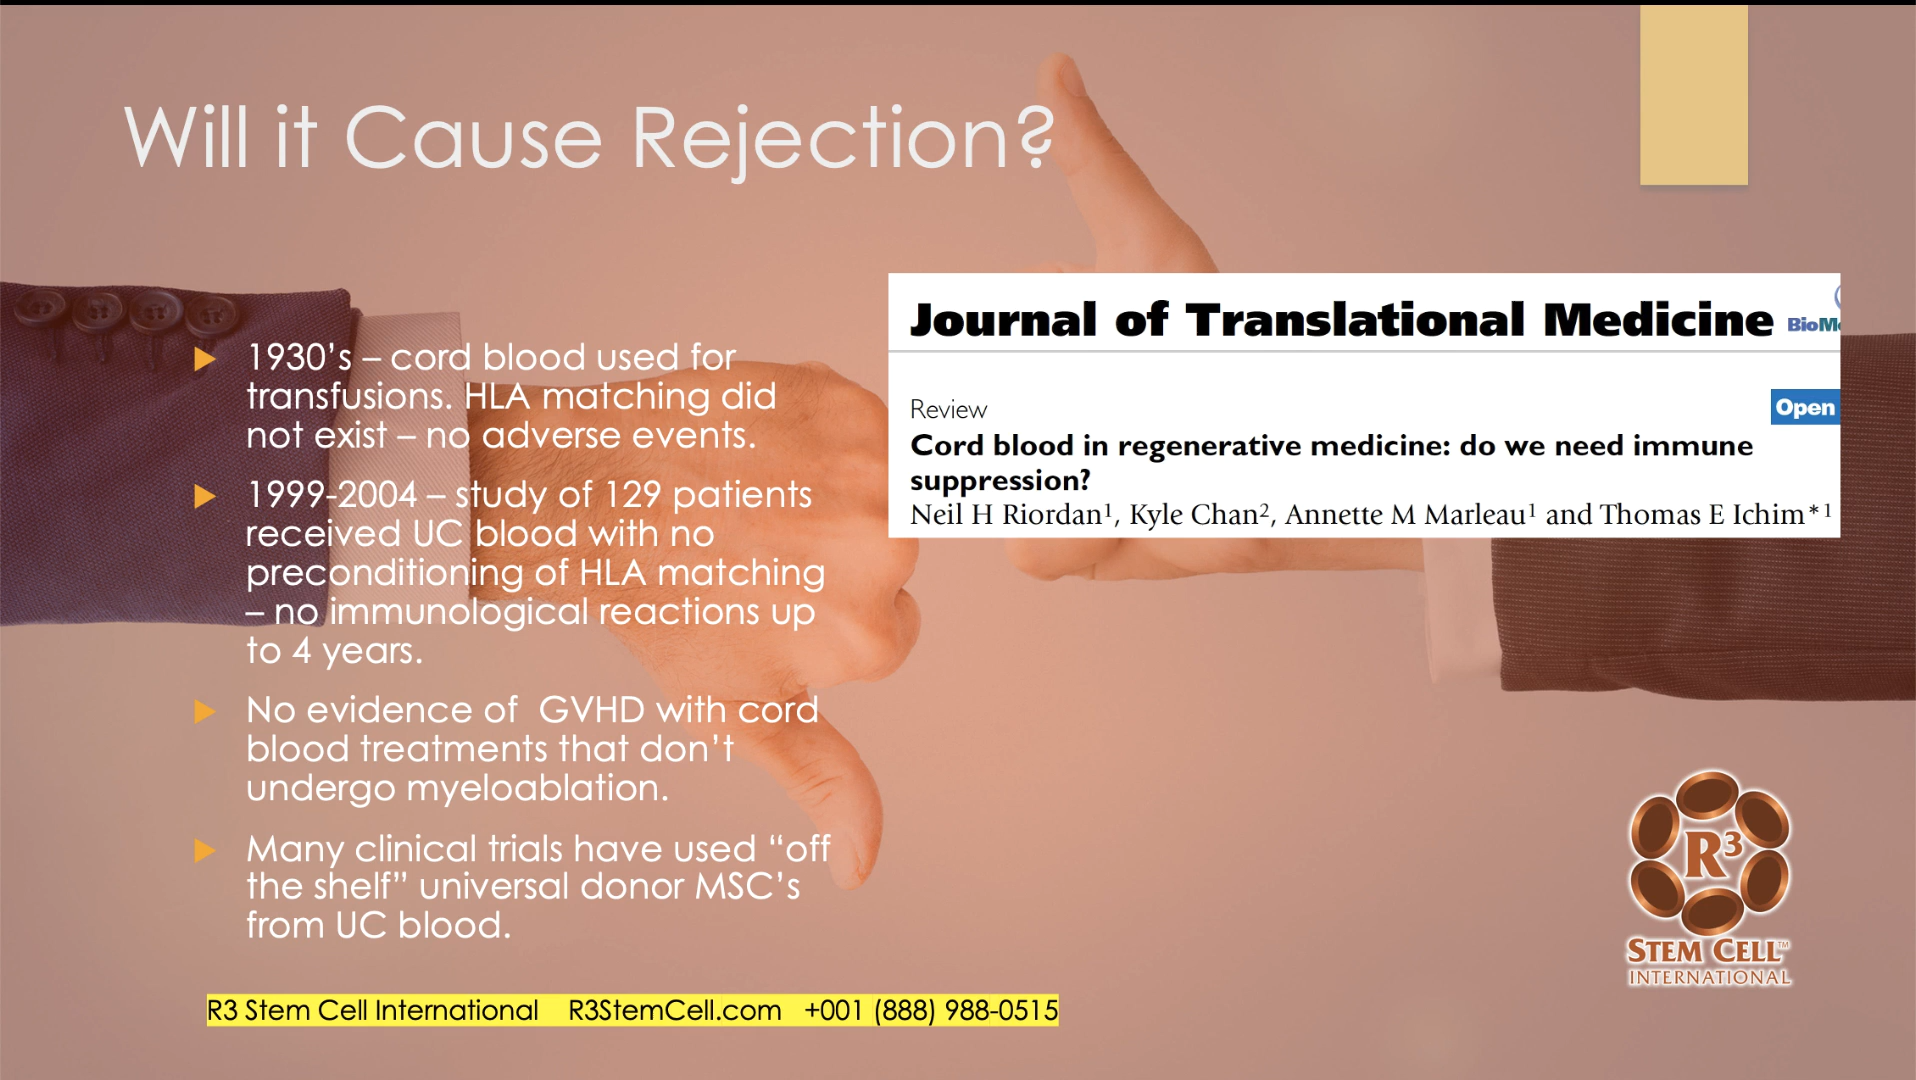 Will it Cause Rejection?
1930’s – cord blood used for
transfusions. HLA matching did
not exist – no adverse events.
1999-2004 – study of 129 patients
received UC blood with no
preconditioning of HLA matching
– no immunological reactions up
to 4 years.
No evidence of  GVHD with cord
blood treatments that don’t
undergo myeloablation.
Many clinical trials have used “off
the shelf” universal donor MSC’s
from UC blood.
Journal of Translational Medicine
Review
Open
Cord blood in regenerative medicine: do we need immune
suppression?
Neil H Riordan1, Kyle Chan2, Annette M Marleau1 and Thomas E Ichim*1
R3
STEM CELL™
INTERNATIONAL
R3 Stem Cell International R3StemCell.com +001 (888) 988-0515